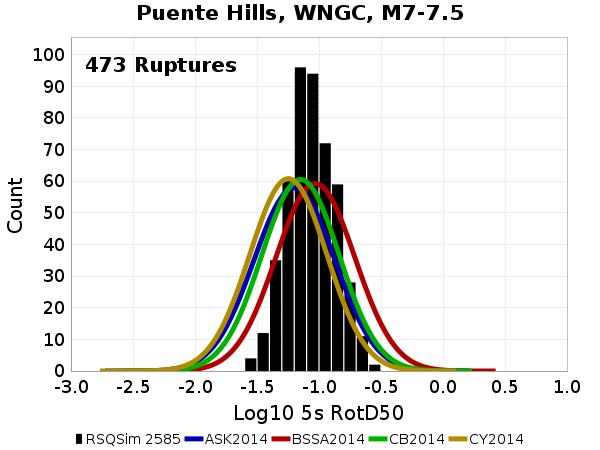 Puente Hills, WNGC, M7-7.5
473 Ruptures
100
90
80
70
60
50
40
30
20
10
0
Count
-3.0 -2.5 -2.0 -1.5 -1.0 -0.5 0.0 0.5 1.0
Log10 5s RotD50
RSQSim 2585 ASK2014 BSSA2014 CB2014 CY2014